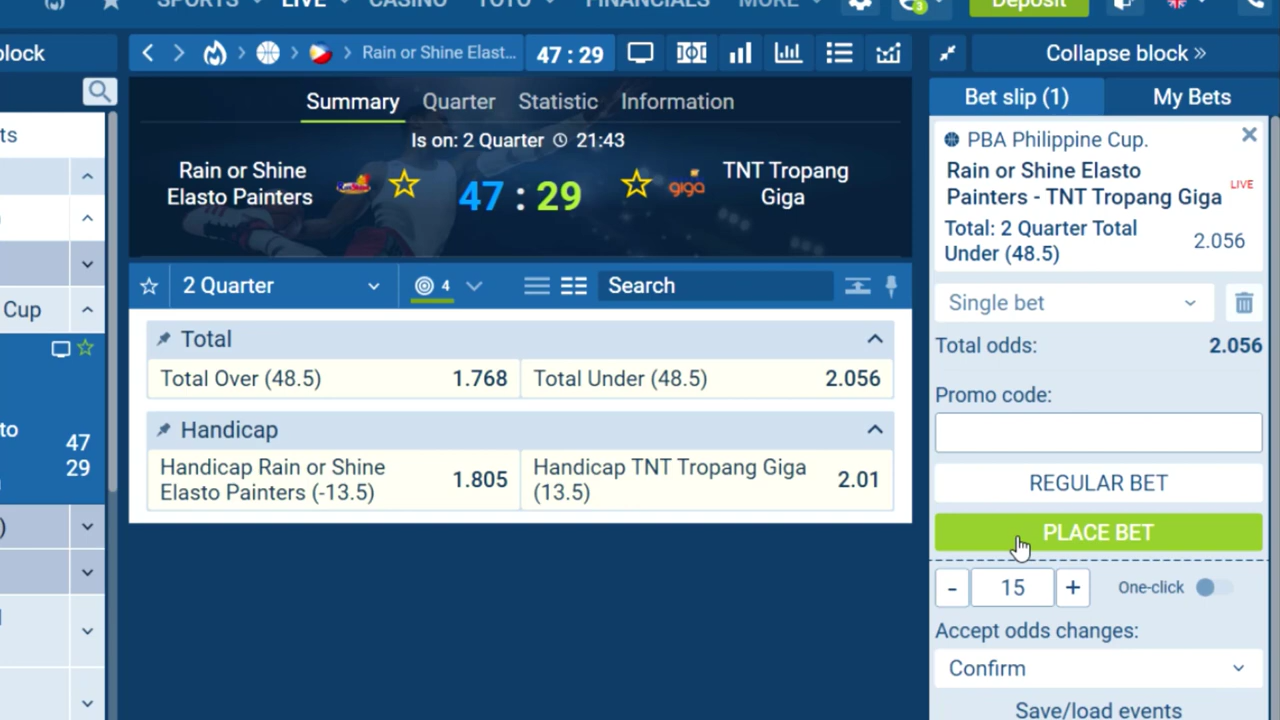 SPORTS LIVE CASINO TOTO FINANCIALS MORE 3 Deposit
block
Rain or Shine Elast... 47 : 29
Collapse block »
Summary Quarter Statistic Information
Bet slip (1) My Bets
Is on: 2 Quarter 21:43
Rain or Shine
Elasto Painters
47 : 29
giga
TNT Tropang
Giga
PBA Philippine Cup.
Rain or Shine Elasto
Painters - TNT Tropang Giga
LIVE
Total: 2 Quarter Total
Under (48.5)
2.056
ts
Cup
to
47
29
)
2 Quarter 4 Search
Total
Total Over (48.5) 1.768 Total Under (48.5) 2.056
Handicap
Handicap Rain or Shine
Elasto Painters (-13.5)
1.805
Handicap TNT Tropang Giga
(13.5)
2.01
Single bet
Total odds: 2.056
Promo code:
REGULAR BET
PLACE BET
- 15 + One-click
Accept odds changes:
Confirm
Save/load events